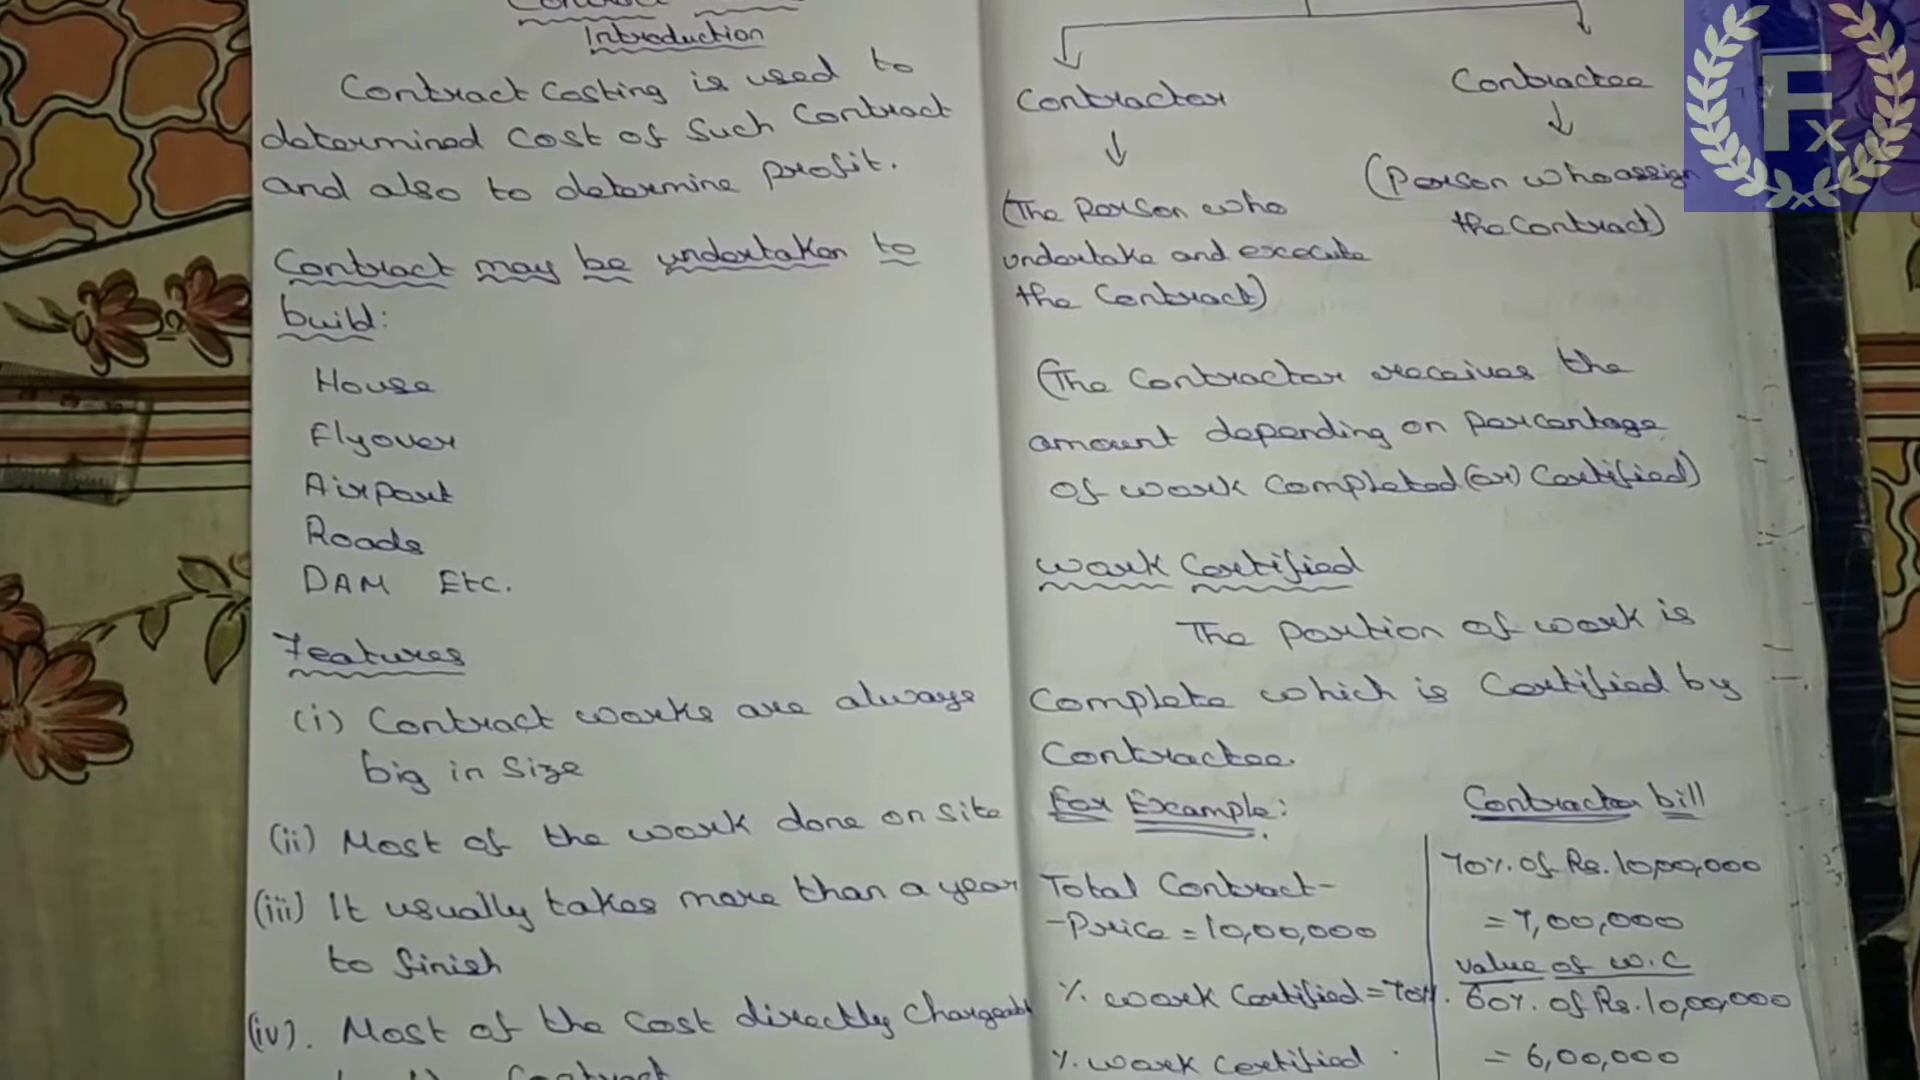 Introduction
Contract Costing is used to
determined Cost of Such Contract
and also to determine profit.
Contract may be undertaken to
build:
House
Flyover
Airport
Roads
DAM Etc.
Features
(i) Contract works are always
big in Size
(ii) Most of the work done on site
(iii) It usually takes more than a year
to finish
(iv). Most of the Cost directly Chargeable
Contract
Contractor
(The Person who
undertake and execute
the Contract)
Contractee
(Person who assign
the Contract)
(The Contractor receives the
amount depending on Percentage
of work Completed (or) Certified)
Work Certified
The Portion of work is
Complete which is Certified by
Contractee.
For Example:
Total Contract-
-Price = 10,00,000
% work Certified = 70%.
% work Certified
Contractor bill
70% of Rs. 10,00,000
= 7,00,000
value of W.C
60% of Rs. 10,00,000
= 6,00,000
Fx